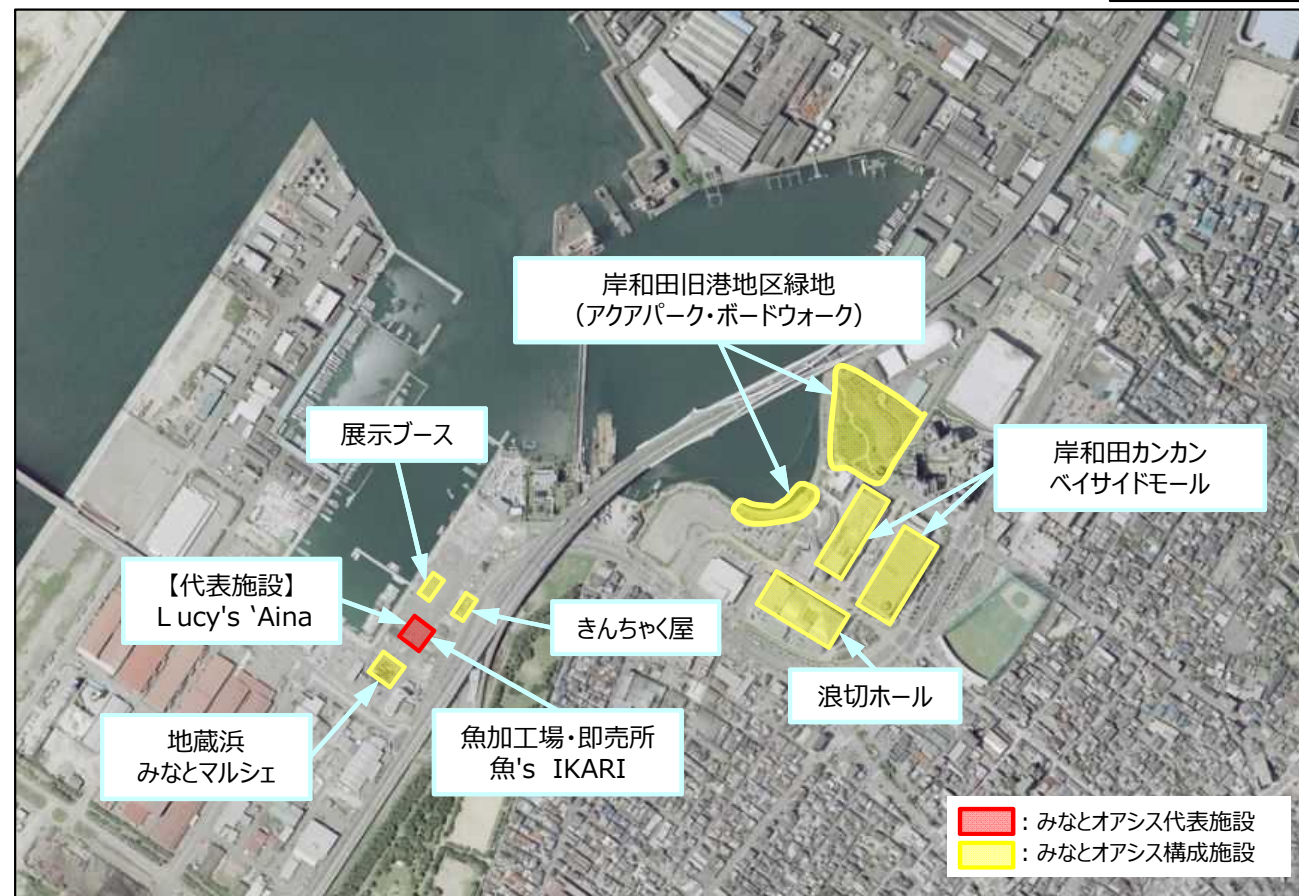 岸和田旧港地区緑地
（アクアパーク・ボードウォーク）
展示ブース
岸和田カンカン
ベイサイドモール
【代表施設】
Lucy's ‘Aina
きんちゃく屋
浪切ホール
地蔵浜
みなとマルシェ
魚加工場・即売所
魚's IKARI
：みなとオアシス代表施設
：みなとオアシス構成施設